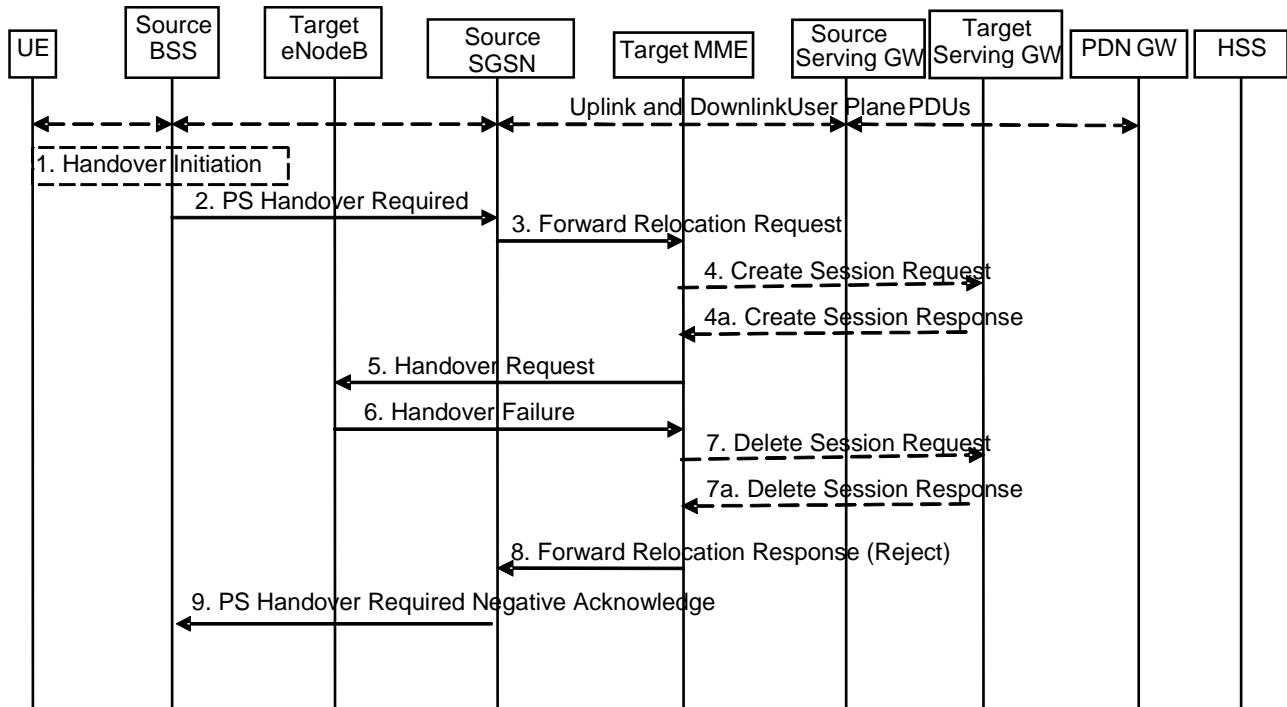 UE
Source
BSS
Target
eNodeB
Source
SGSN
Target MME
Source
Serving GW
Target
Serving GW
PDN GW
HSS
Uplink and DownlinkUser Plane PDUs
1. Handover Initiation
2. PS Handover Required
3. Forward Relocation Request
4. Create Session Request
4a. Create Session Response
5. Handover Request
6. Handover Failure
7. Delete Session Request
7a. Delete Session Response
8. Forward Relocation Response (Reject)
9. PS Handover Required Negative Acknowledge